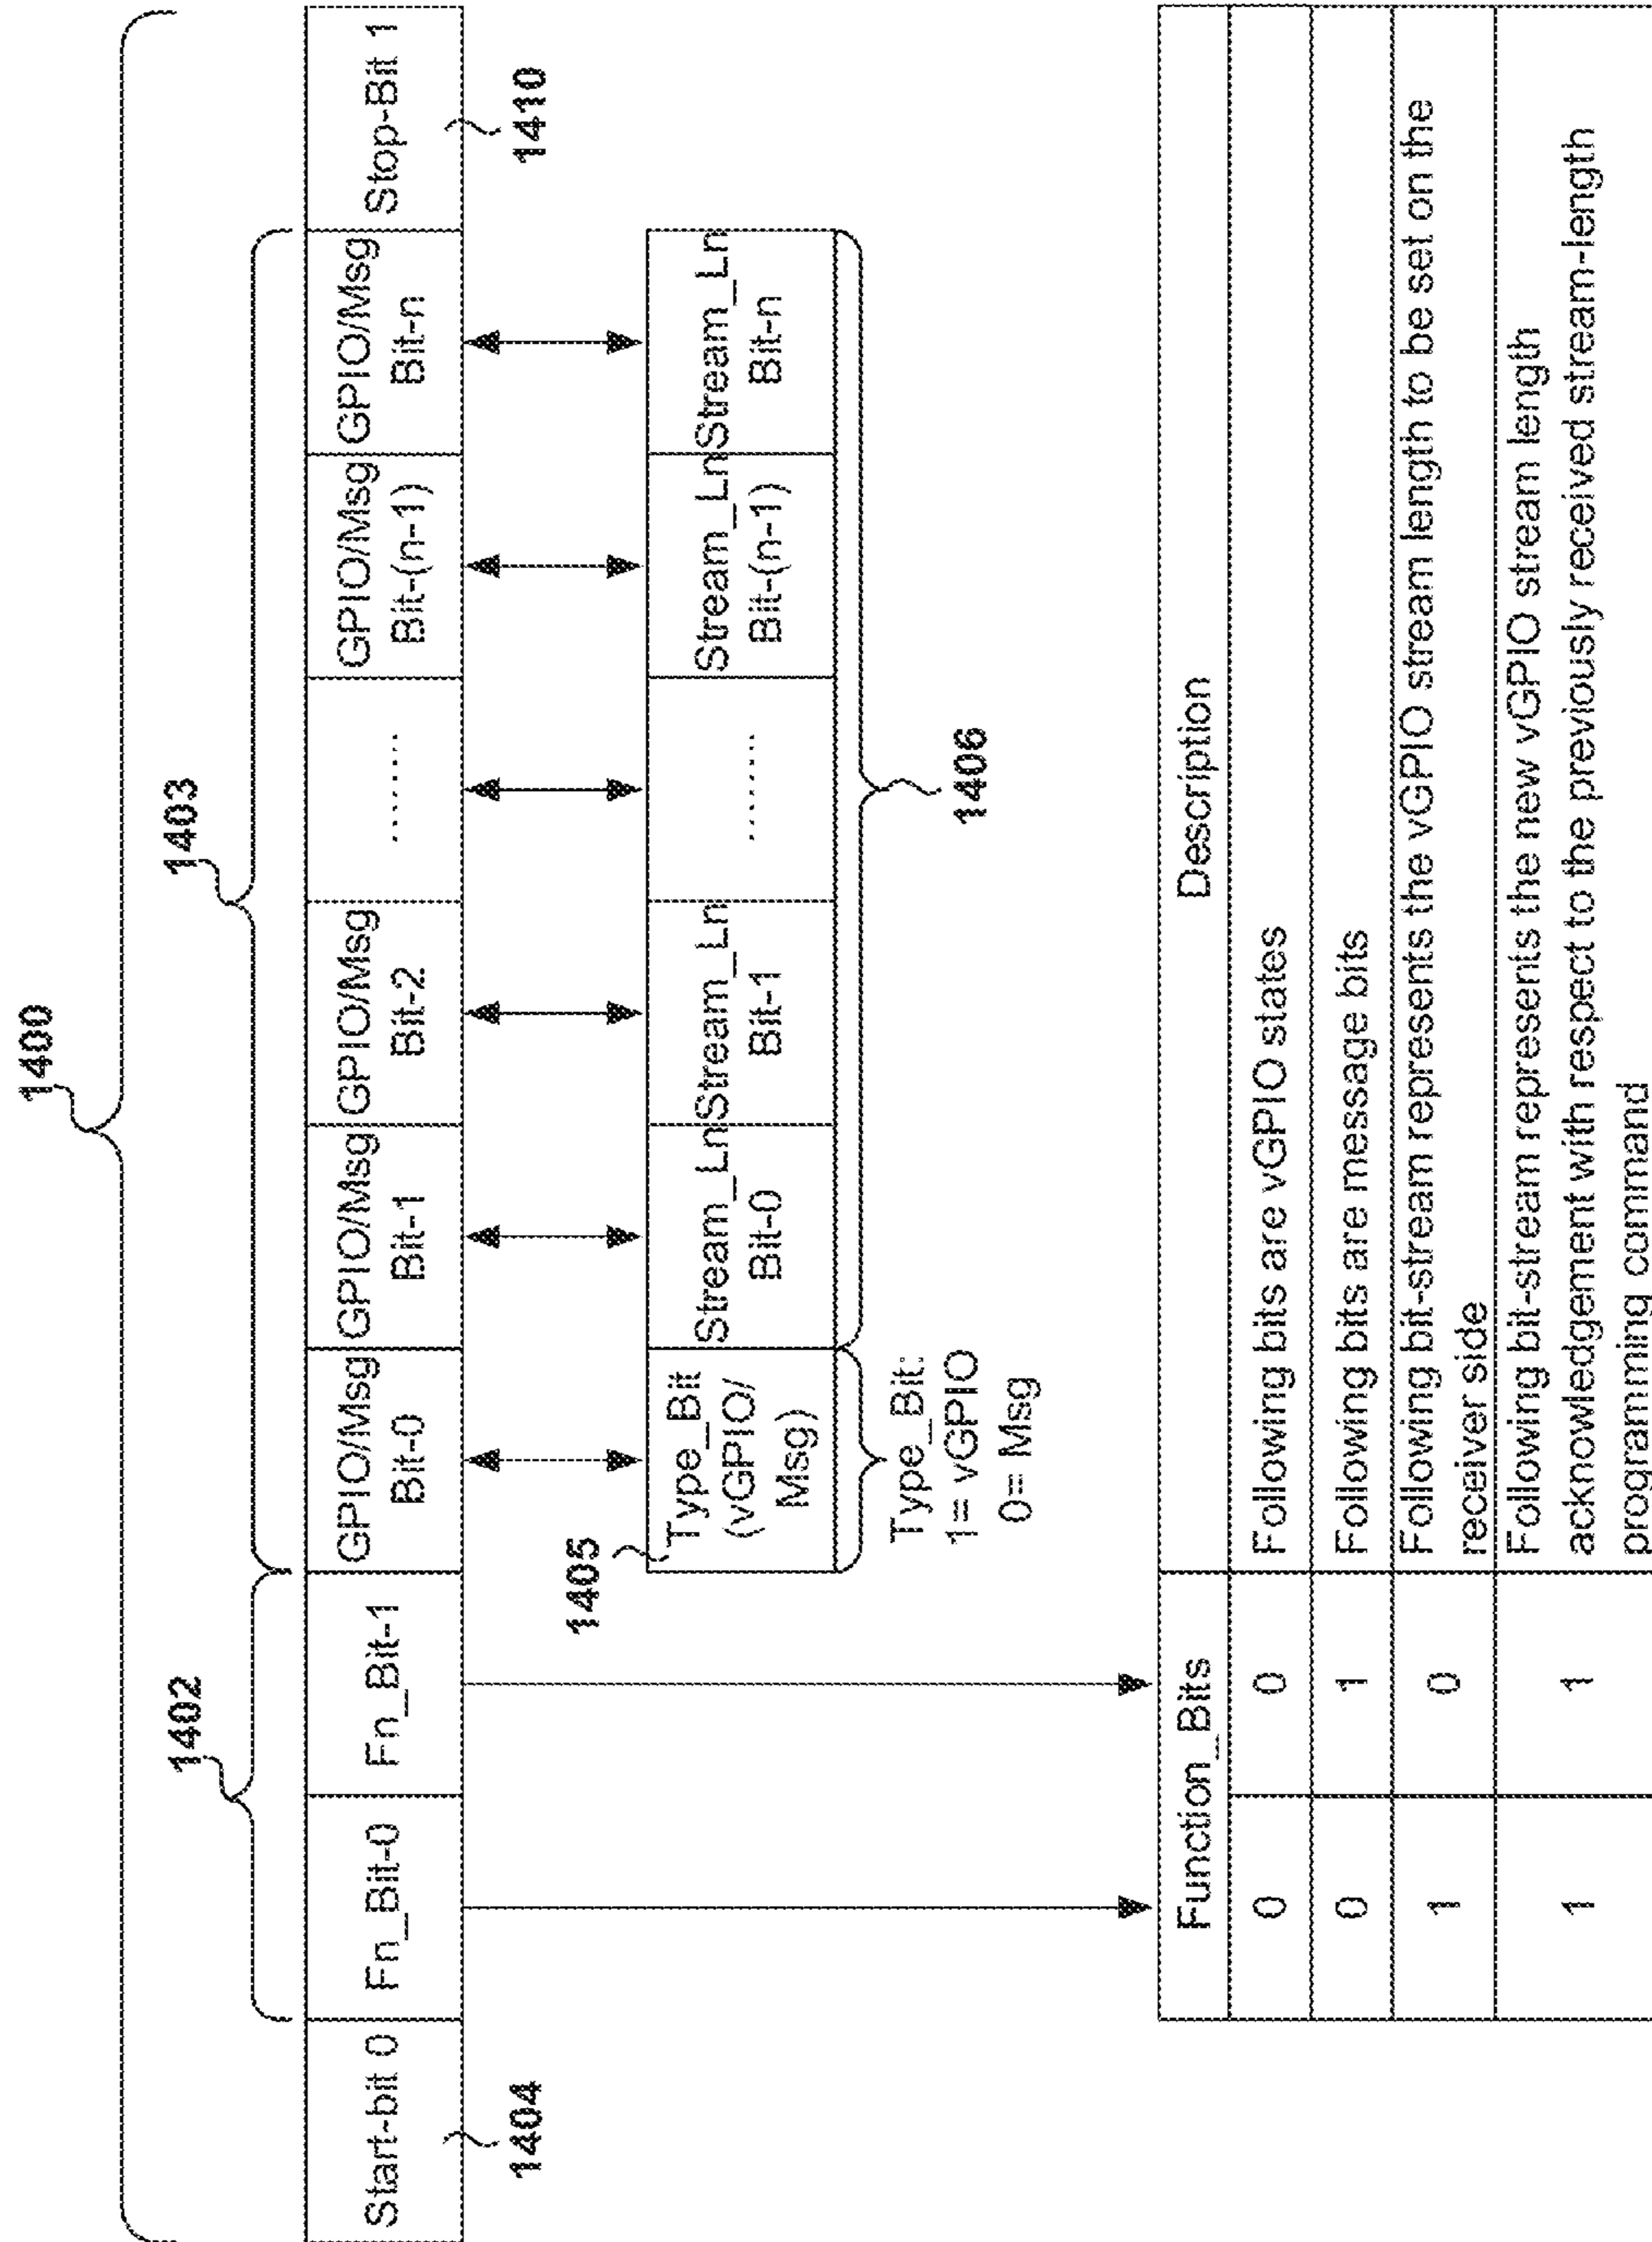 1400
1402
1403
Start-bit 0
Fn_Bit-0
Fn_Bit-1
GPIO/Msg
Bit-0
GPIO/Msg
Bit-1
GPIO/Msg
Bit-2
.......
GPIO/Msg
Bit-(n-1)
GPIO/Msg
Bit-n
Stop-Bit 1
1404
1410
1405
Type_Bit
(vGPIO/
Msg)
Stream_Ln
Bit-0
Stream_Ln
Bit-1
.......
Stream_Ln
Bit-(n-1)
Stream_Ln
Bit-n
Type_Bit:
1= vGPIO
0= Msg
1406
Function_Bits
Description
0 0 Following bits are vGPIO states
0 1 Following bits are message bits
1 0 Following bit-stream represents the vGPIO stream length to be set on the
receiver side
1 1 Following bit-stream represents the new vGPIO stream length
acknowledgement with respect to the previously received stream-length
programming command